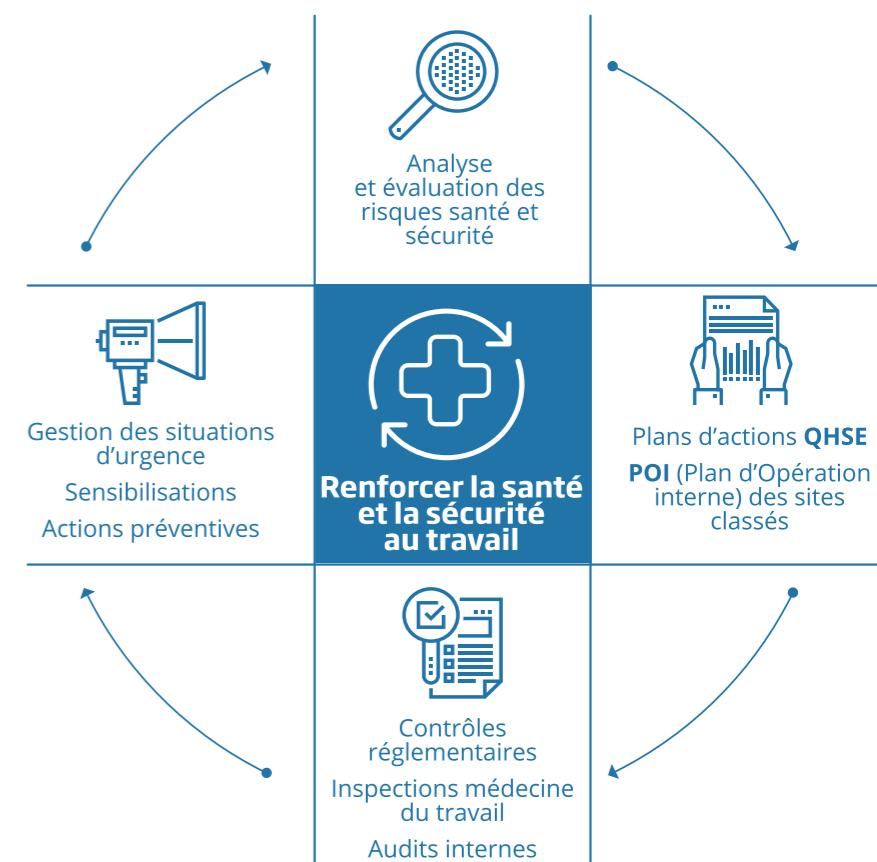 Analyse
et évaluation des
risques santé et
sécurité
Gestion des situations
d’urgence
Sensibilisations
Actions préventives
Renforcer la santé
et la sécurité
au travail
Plans d’actions QHSE
POI (Plan d’Opération
interne) des sites
classés
Contrôles
réglementaires
Inspections médecine
du travail
Audits internes